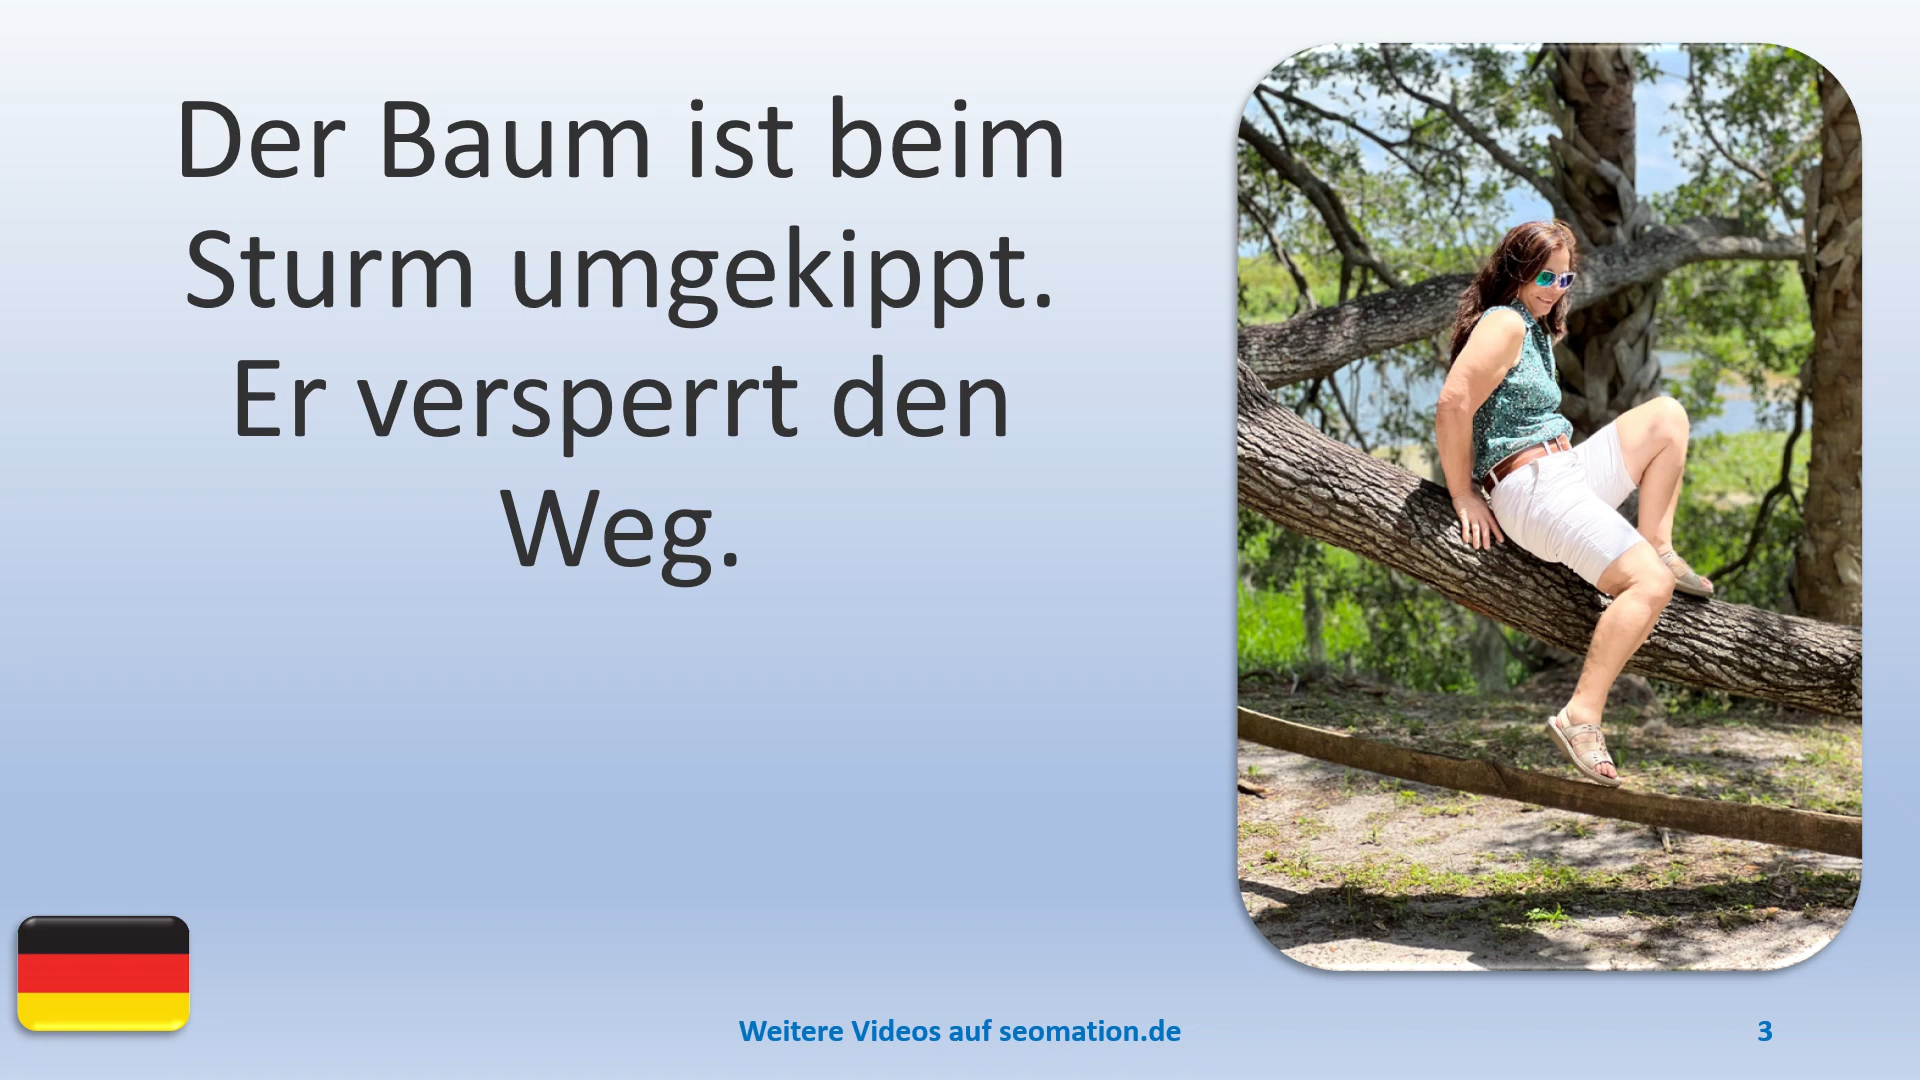 Der Baum ist beim
Sturm umgekippt.
Er versperrt den
Weg.
Weitere Videos auf seomation.de
3